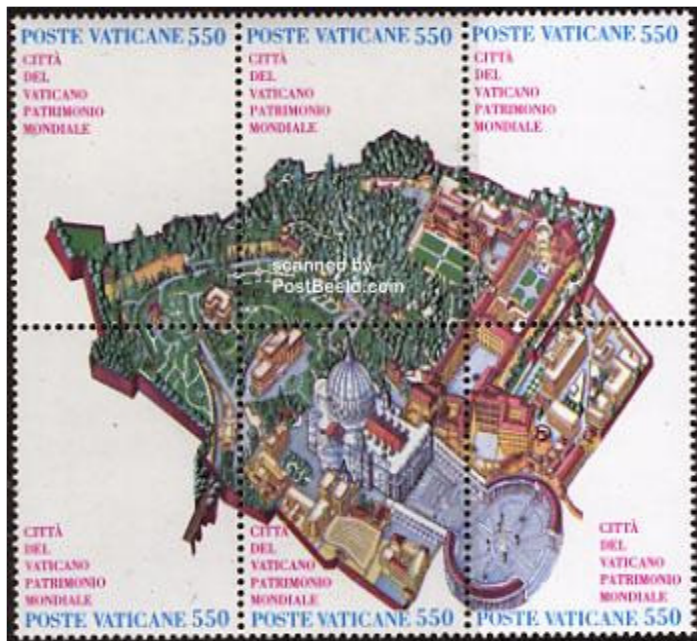 POSTE VATICANE 550
CITTÀ
DEL
VATICANO
PATRIMONIO
MONDIALE
POSTE VATICANE 550
CITTÀ
DEL
VATICANO
PATRIMONIO
MONDIALE
POSTE VATICANE 550
CITTÀ
DEL
VATICANO
PATRIMONIO
MONDIALE
scanned by
PostBeeld.com
CITTÀ
DEL
VATICANO
PATRIMONIO
MONDIALE
POSTE VATICANE 550
CITTÀ
DEL
VATICANO
PATRIMONIO
MONDIALE
POSTE VATICANE 550
CITTÀ
DEL
VATICANO
PATRIMONIO
MONDIALE
POSTE VATICANE 550